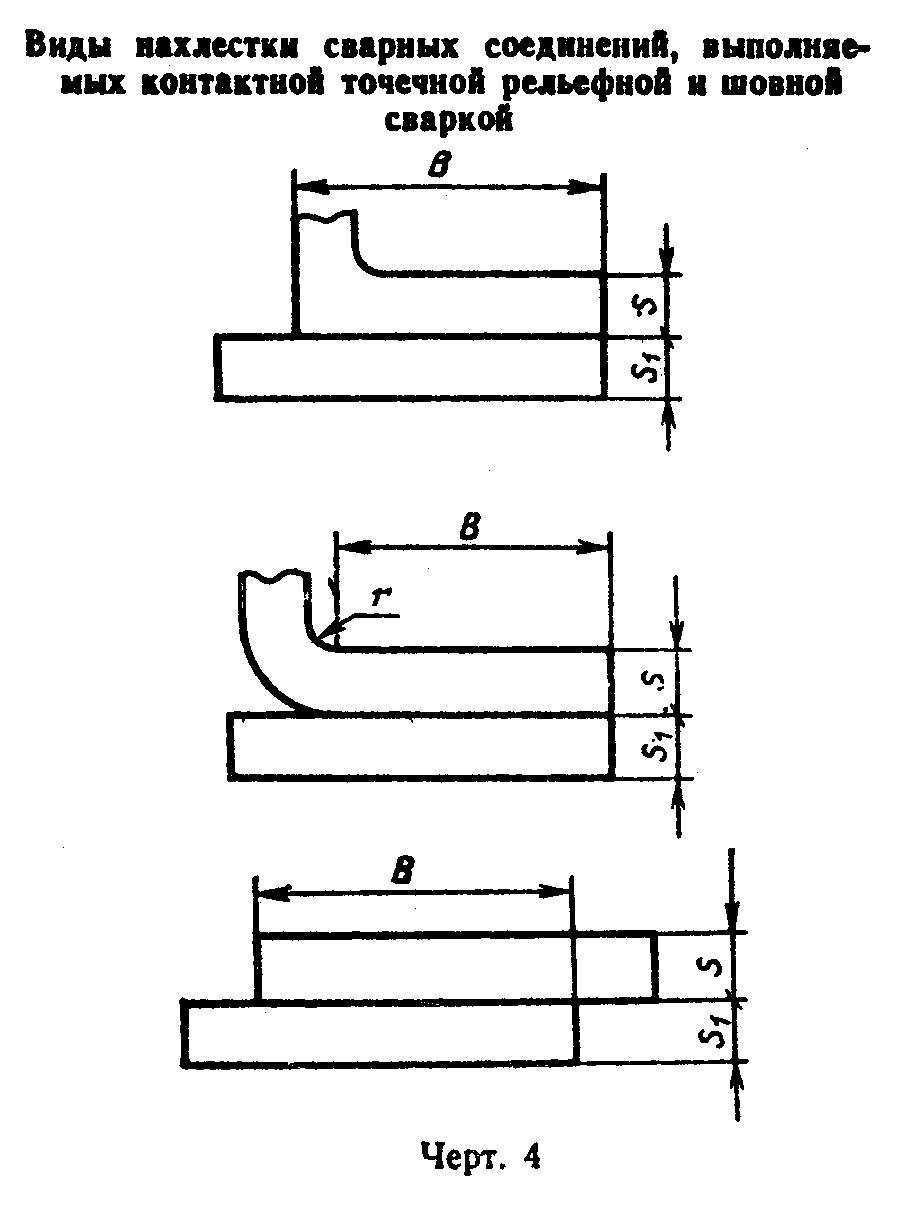 Виды нахлестки сварных соединений, выполняе-
мых контактной точечной рельефной и шовной
сваркой
В
S
S1
В
r
S
S1
В
S
S1
Черт. 4